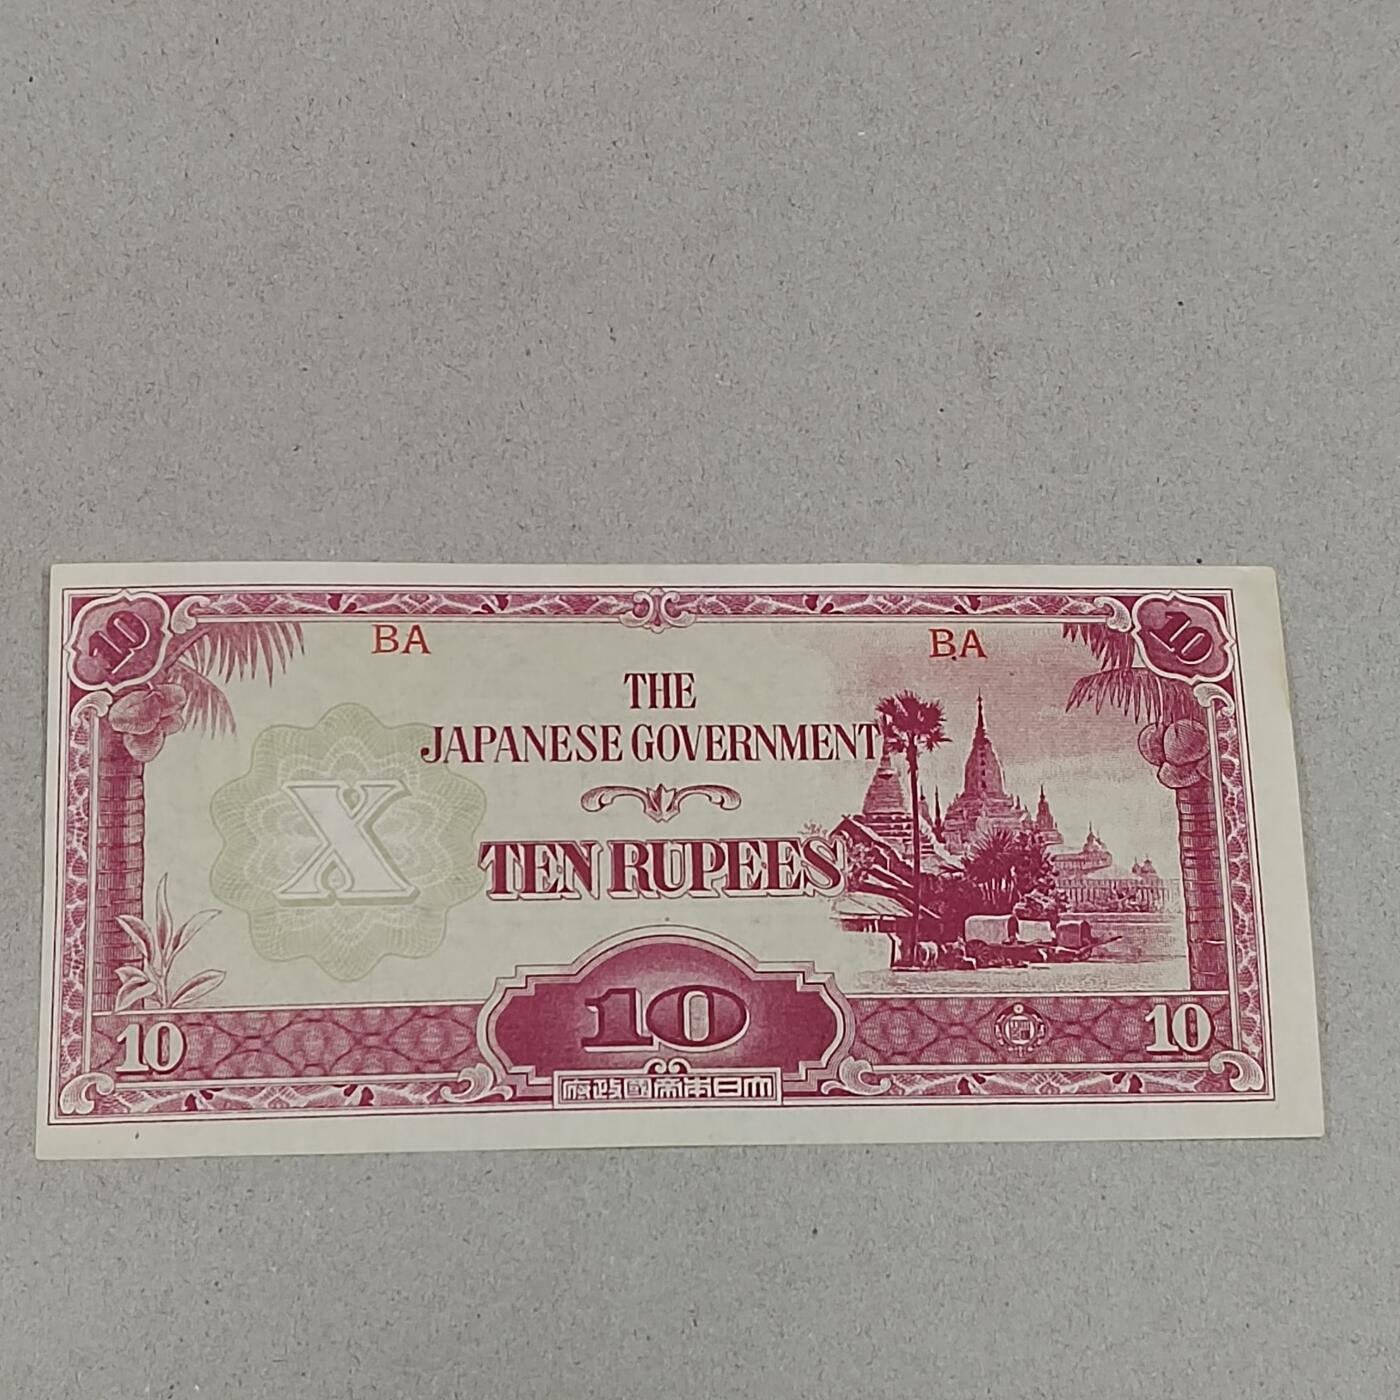 10 10
BA BA
THE
JAPANESE GOVERNMENT
X
TEN RUPEES
10 10 10
府政國帝本日大